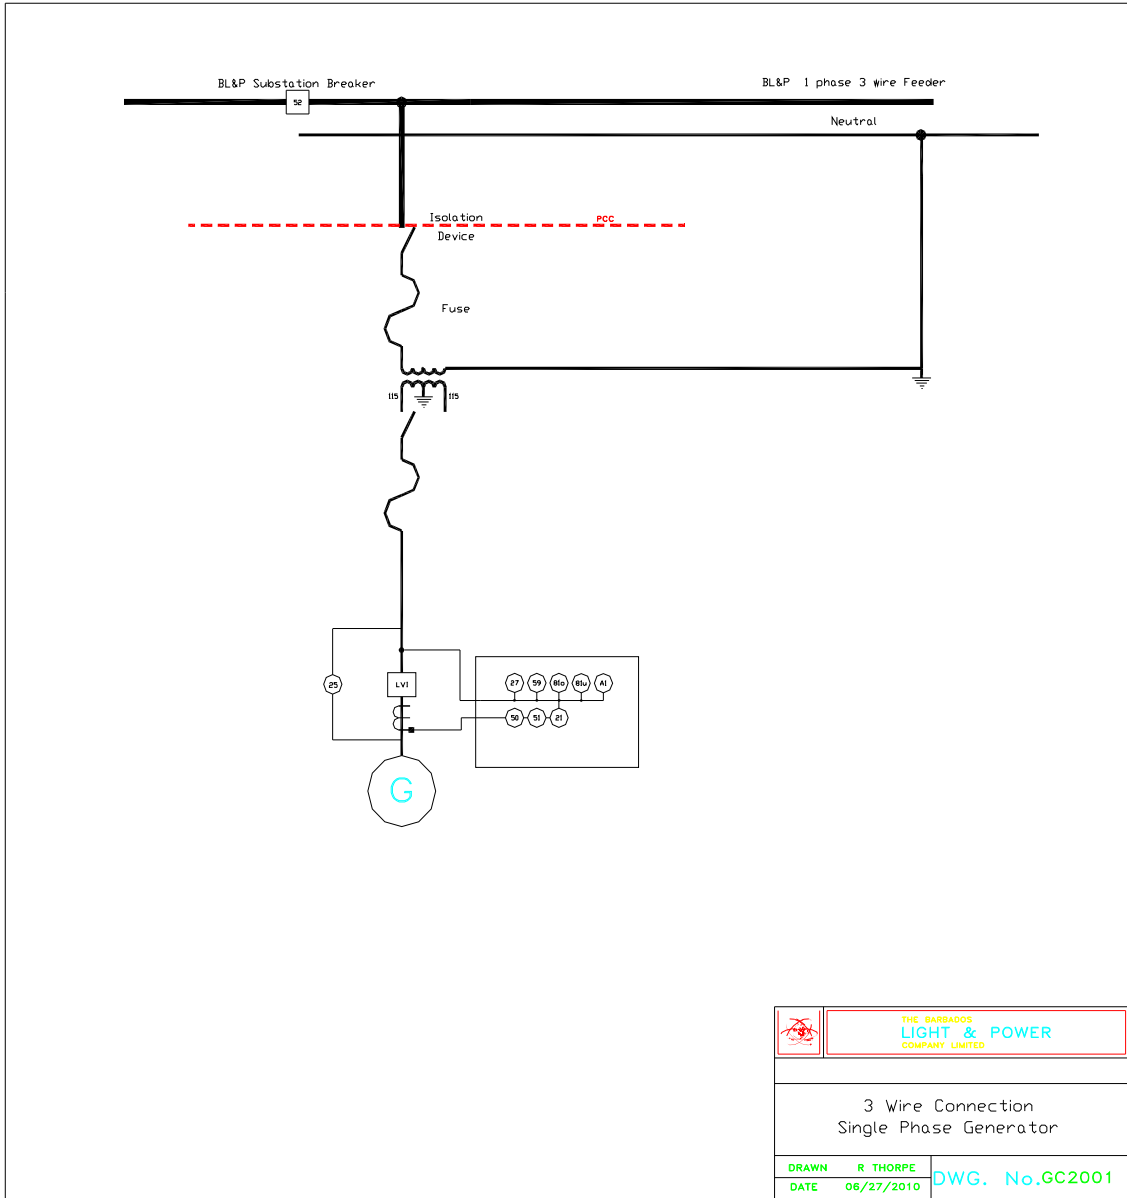 BL&P Substation Breaker
BL&P 1 phase 3 wire Feeder
52
Neutral
Isolation
PCC
Device
Fuse
115
115
25
LV1
27
59
81o
81u
A1
50
51
21
G
THE BARBADOS
LIGHT & POWER
COMPANY LIMITED
3 Wire Connection
Single Phase Generator
DRAWN R THORPE
DATE 06/27/2010
DWG. No.GC2001